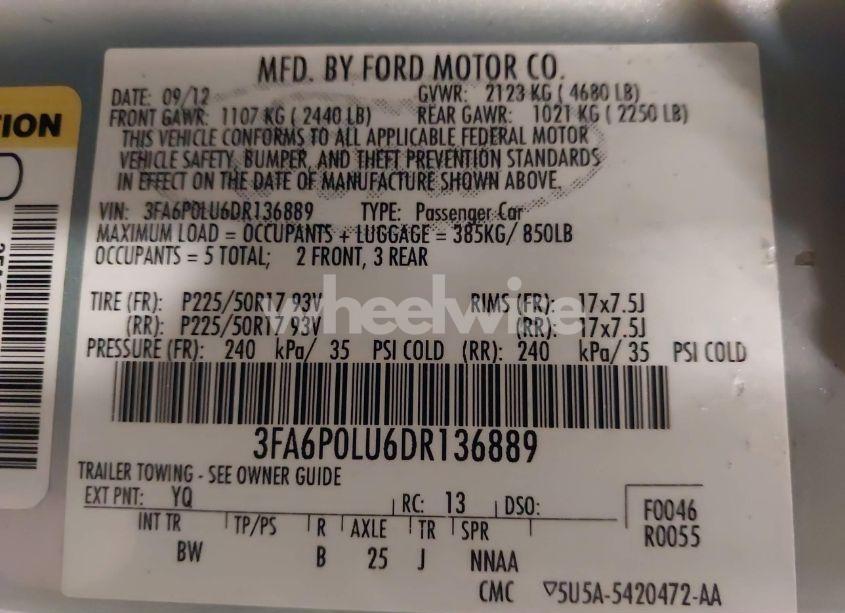 MFD. BY FORD MOTOR CO.
DATE: 09/12 GVWR: 2123 KG ( 4680 LB)
FRONT GAWR: 1107 KG ( 2440 LB) REAR GAWR: 1021 KG ( 2250 LB)
THIS VEHICLE CONFORMS TO ALL APPLICABLE FEDERAL MOTOR
VEHICLE SAFETY, BUMPER, AND THEFT PREVENTION STANDARDS
IN EFFECT ON THE DATE OF MANUFACTURE SHOWN ABOVE.
VIN: 3FA6P0LU6DR136889 TYPE: Passenger Car
MAXIMUM LOAD = OCCUPANTS + LUGGAGE = 385KG/ 850LB
OCCUPANTS = 5 TOTAL; 2 FRONT, 3 REAR
TIRE (FR): P225/50R17 93V RIMS (FR): 17x7.5J
(RR): P225/50R17 93V (RR): 17x7.5J
wheelwire
PRESSURE (FR): 240 kPa/ 35 PSI COLD (RR): 240 kPa/ 35 PSI COLD
3FA6P0LU6DR136889
TRAILER TOWING - SEE OWNER GUIDE
EXT PNT: YQ RC: 13 DSO: F0046
INT TR TP/PS R AXLE TR SPR R0055
BW B 25 J NNAA
CMC ▽5U5A-5420472-AA
TION